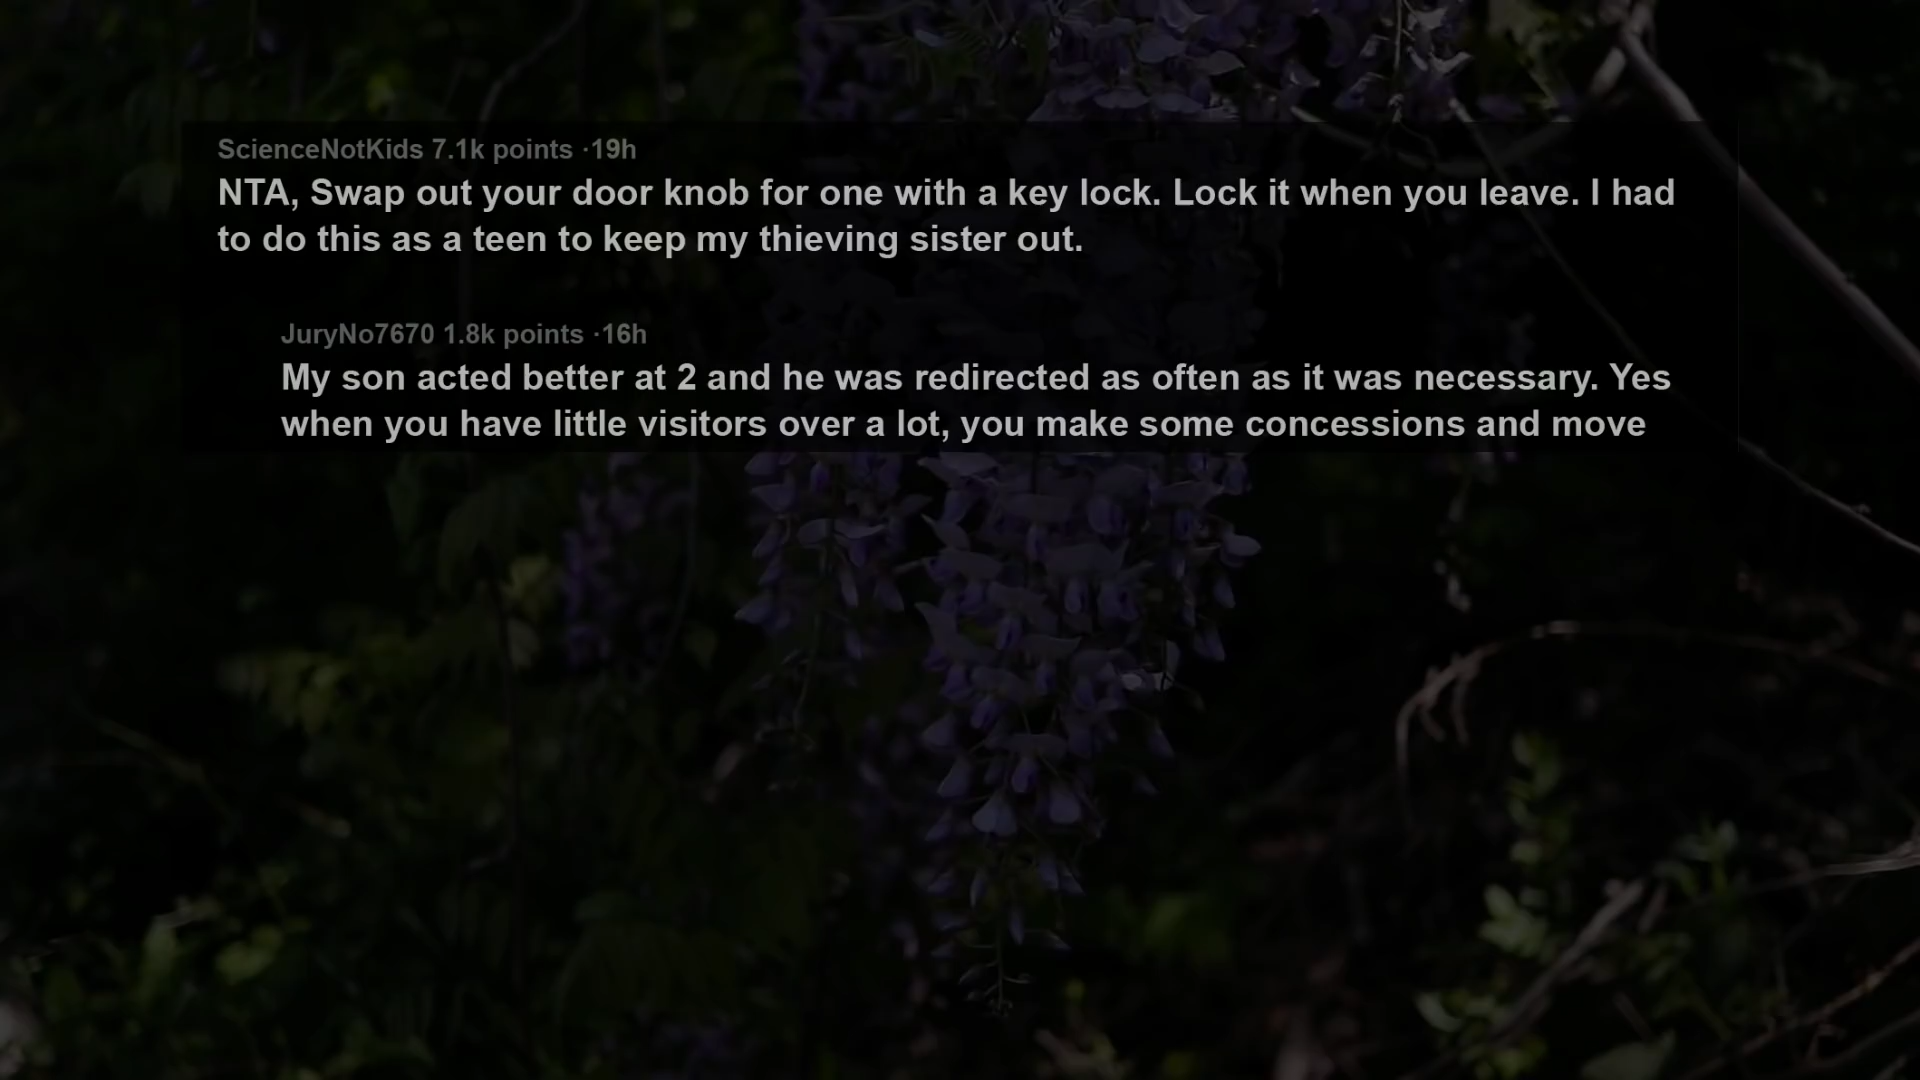 ScienceNotKids 7.1k points ·19h
NTA, Swap out your door knob for one with a key lock. Lock it when you leave. I had
to do this as a teen to keep my thieving sister out.
JuryNo7670 1.8k points ·16h
My son acted better at 2 and he was redirected as often as it was necessary. Yes
when you have little visitors over a lot, you make some concessions and move